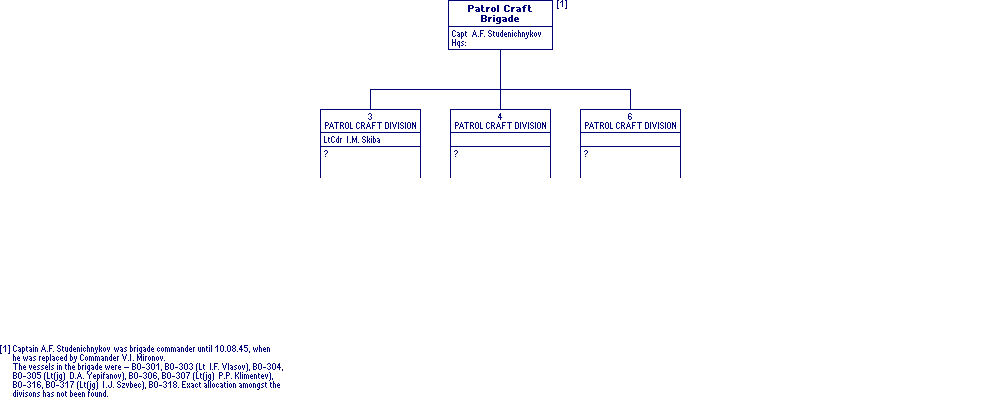 Patrol Craft
Brigade
[1]
Capt A.F. Studenichnykov
Hqs:
3
PATROL CRAFT DIVISION
LtCdr I.M. Skiba
?
4
PATROL CRAFT DIVISION
?
6
PATROL CRAFT DIVISION
?
[1] Captain A.F. Studenichnykov was brigade commander until 10.08.45, when
he was replaced by Commander V.I. Mironov.
The vessels in the brigade were – BO-301, BO-303 (Lt I.F. Vlasov), BO-304,
BO-305 (Lt(jg) D.A. Yepifanov), BO-306, BO-307 (Lt(jg) P.P. Klimentev),
BO-316, BO-317 (Lt(jg) I.J. Szvbec), BO-318. Exact allocation amongst the
divisons has not been found.